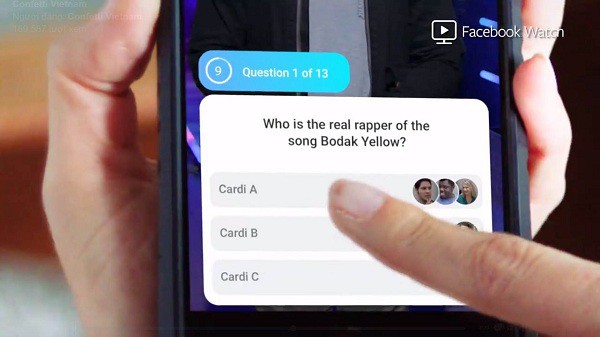 Facebook Watch
9
Question 1 of 13
Who is the real rapper of the
song Bodak Yellow?
Cardi A
Cardi B
Cardi C